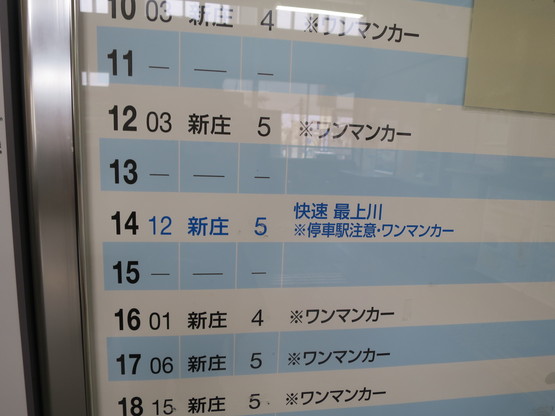 10 03 新庄 4 ※ワンマンカー
11 — — —
12 03 新庄 5 ※ワンマンカー
13 — — —
14 12 新庄 5 快速 最上川
※停車駅注意・ワンマンカー
15 — — —
16 01 新庄 4 ※ワンマンカー
17 06 新庄 5 ※ワンマンカー
18 15 新庄 5 ※ワンマンカー